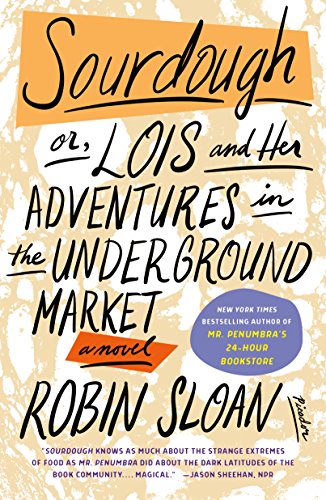 Sourdough
or, LOIS and Her
ADVENTURES in
the UNDERGROUND
MARKET
a novel
NEW YORK TIMES
BESTSELLING AUTHOR OF
MR. PENUMBRA'S
24-HOUR
BOOKSTORE
ROBIN SLOAN
Picador
"SOURDOUGH KNOWS AS MUCH ABOUT THE STRANGE EXTREMES
OF FOOD AS MR. PENUMBRA DID ABOUT THE DARK LATITUDES OF THE
BOOK COMMUNITY.... MAGICAL." —JASON SHEEHAN, NPR